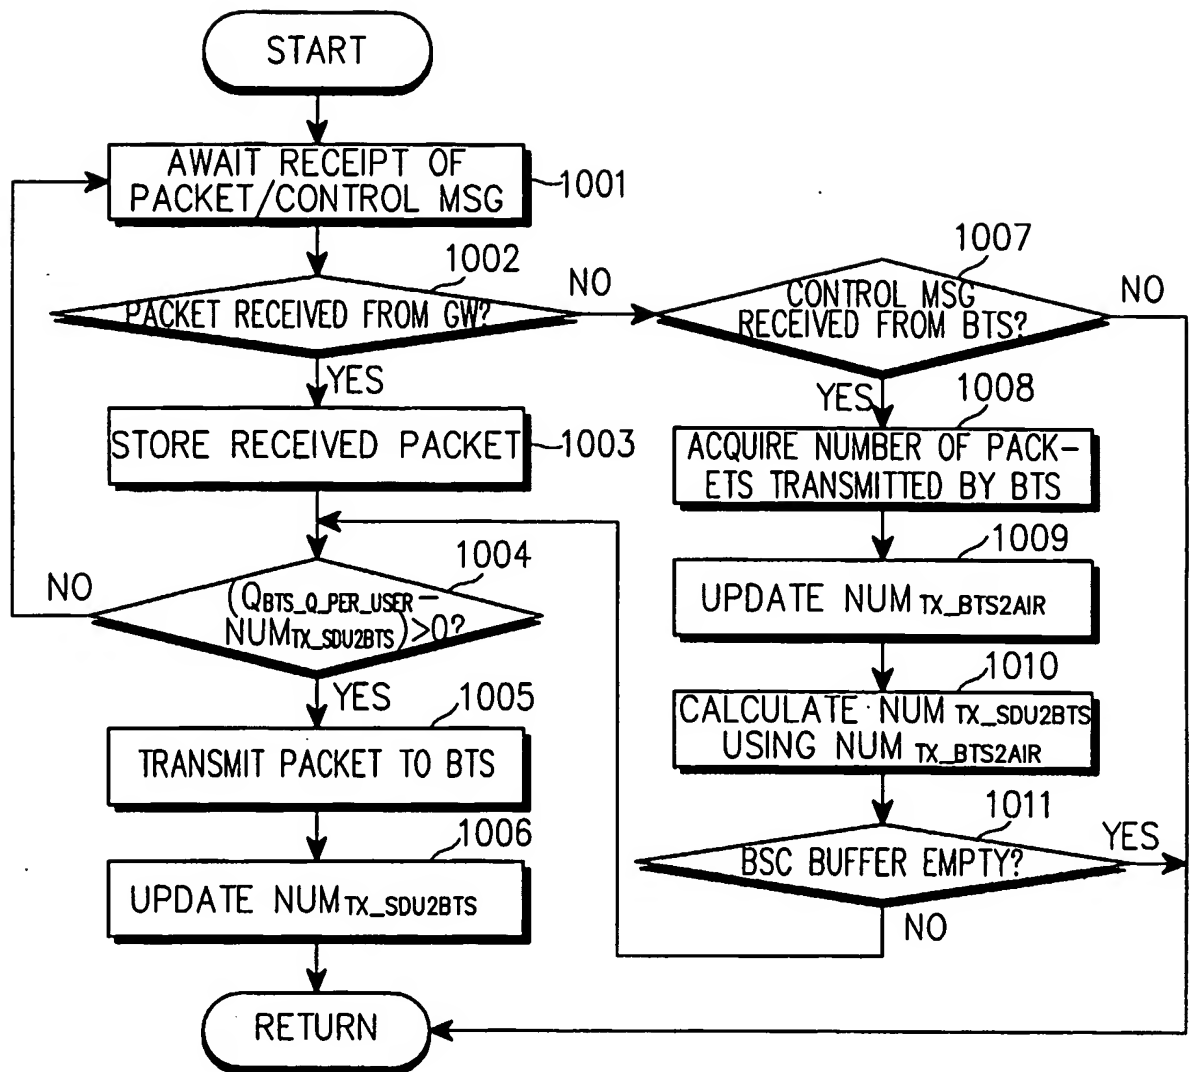 START
AWAIT RECEIPT OF
PACKET/CONTROL MSG
1001
1002
PACKET RECEIVED FROM GW?
NO
YES
STORE RECEIVED PACKET
1003
1004
NO
(QBTS_Q_PER_USER-
NUMTX_SDU2BTS)>0?
YES
1005
TRANSMIT PACKET TO BTS
1006
UPDATE NUMTX_SDU2BTS
RETURN
1007
CONTROL MSG
RECEIVED FROM BTS?
NO
YES
1008
ACQUIRE NUMBER OF PACK-
ETS TRANSMITTED BY BTS
1009
UPDATE NUM TX_BTS2AIR
1010
CALCULATE NUM TX_SDU2BTS
USING NUM TX_BTS2AIR
1011
BSC BUFFER EMPTY?
YES
NO